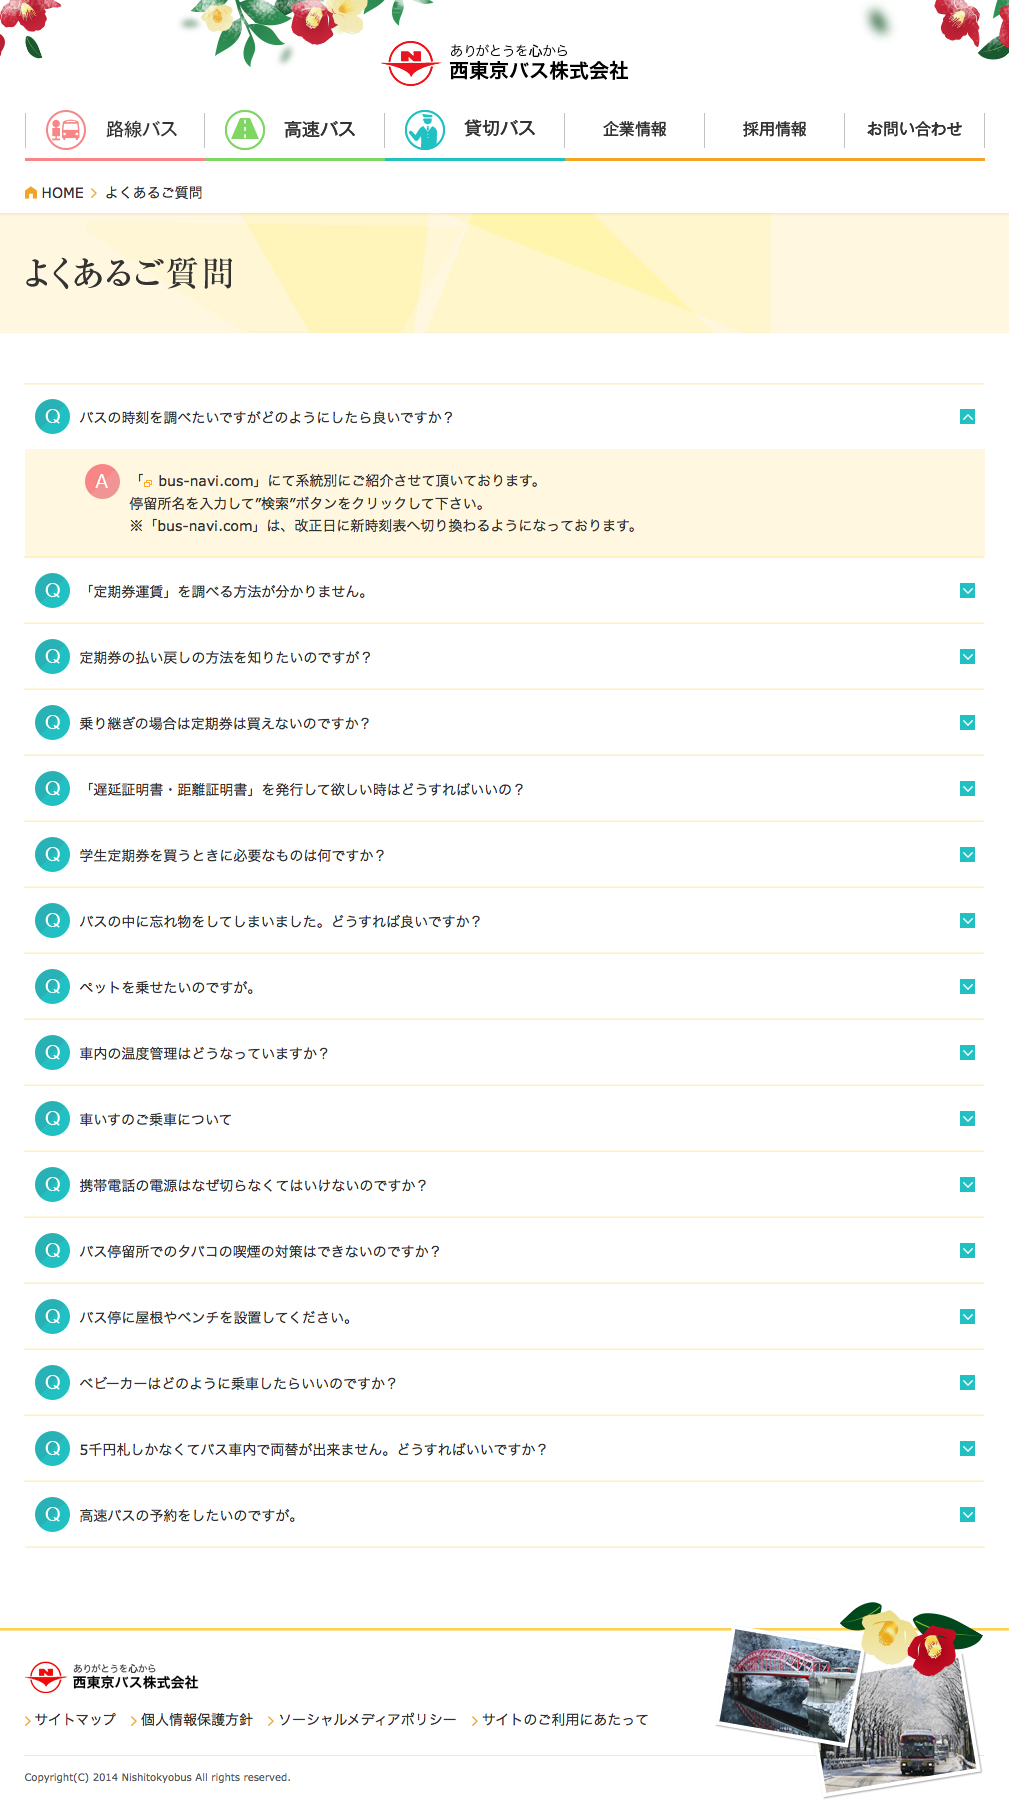 ありがとうを心から
西東京バス株式会社
路線バス
高速バス
貸切バス
企業情報
採用情報
お問い合わせ
HOME > よくあるご質問
よくあるご質問
Q バスの時刻を調べたいですがどのようにしたら良いですか？
A 「 bus-navi.com」にて系統別にご紹介させて頂いております。
停留所名を入力して”検索”ボタンをクリックして下さい。
※「bus-navi.com」は、改正日に新時刻表へ切り換わるようになっております。
Q 「定期券運賃」を調べる方法が分かりません。
Q 定期券の払い戻しの方法を知りたいのですが？
Q 乗り継ぎの場合は定期券は買えないのですか？
Q 「遅延証明書・距離証明書」を発行して欲しい時はどうすればいいの？
Q 学生定期券を買うときに必要なものは何ですか？
Q バスの中に忘れ物をしてしまいました。どうすれば良いですか？
Q ペットを乗せたいのですが。
Q 車内の温度管理はどうなっていますか？
Q 車いすのご乗車について
Q 携帯電話の電源はなぜ切らなくてはいけないのですか？
Q バス停留所でのタバコの喫煙の対策はできないのですか？
Q バス停に屋根やベンチを設置してください。
Q ベビーカーはどのように乗車したらいいのですか？
Q 5千円札しかなくてバス車内で両替が出来ません。どうすればいいですか？
Q 高速バスの予約をしたいのですが。
ありがとうを心から
西東京バス株式会社
サイトマップ
個人情報保護方針
ソーシャルメディアポリシー
サイトのご利用にあたって
Copyright(C) 2014 Nishitokyobus All rights reserved.